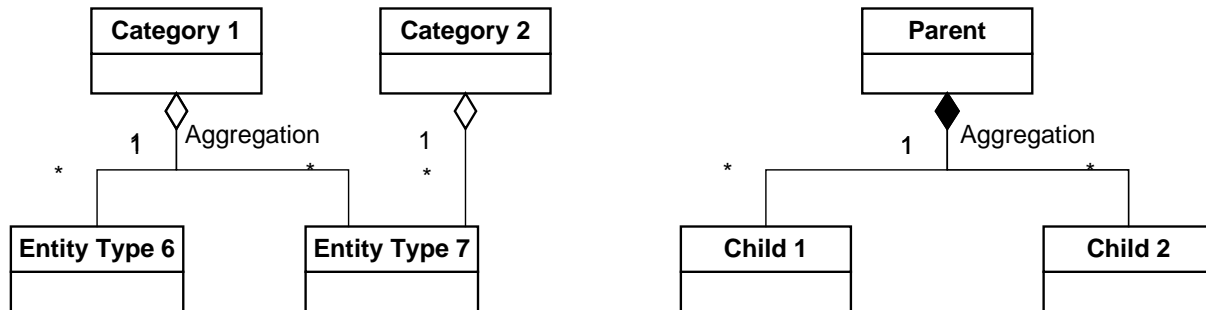 Category 1
Category 2
Parent
Aggregation
1
1
Aggregation
1
*
*
*
*
*
Entity Type 6
Entity Type 7
Child 1
Child 2